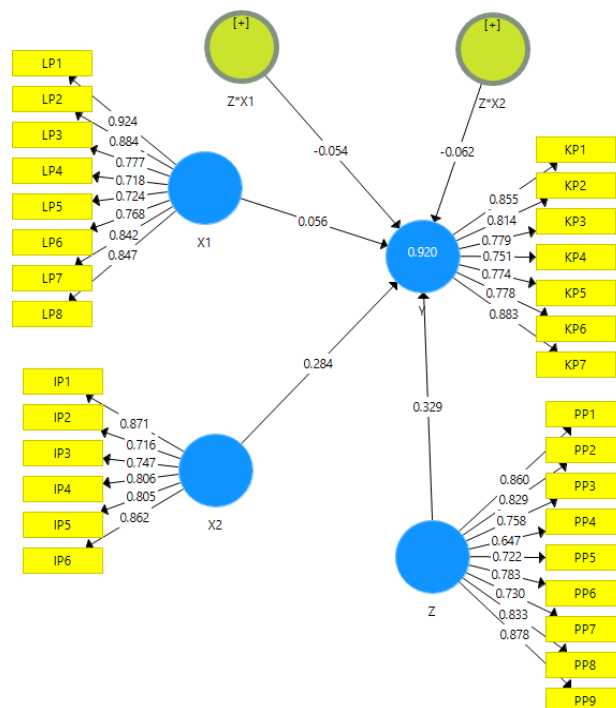 [+]
[+]
Z*X1
Z*X2
LP1
LP2
LP3
LP4
LP5
LP6
LP7
LP8
0.924
0.884
0.777
0.718
0.724
0.768
0.842
0.847
X1
-0.054
-0.062
0.056
0.920
Y
KP1
KP2
KP3
KP4
KP5
KP6
KP7
0.855
0.814
0.779
0.751
0.774
0.778
0.883
IP1
IP2
IP3
IP4
IP5
IP6
0.871
0.716
0.747
0.806
0.805
0.862
X2
0.284
0.329
Z
PP1
PP2
PP3
PP4
PP5
PP6
PP7
PP8
PP9
0.860
0.829
0.758
0.647
0.722
0.783
0.730
0.833
0.878